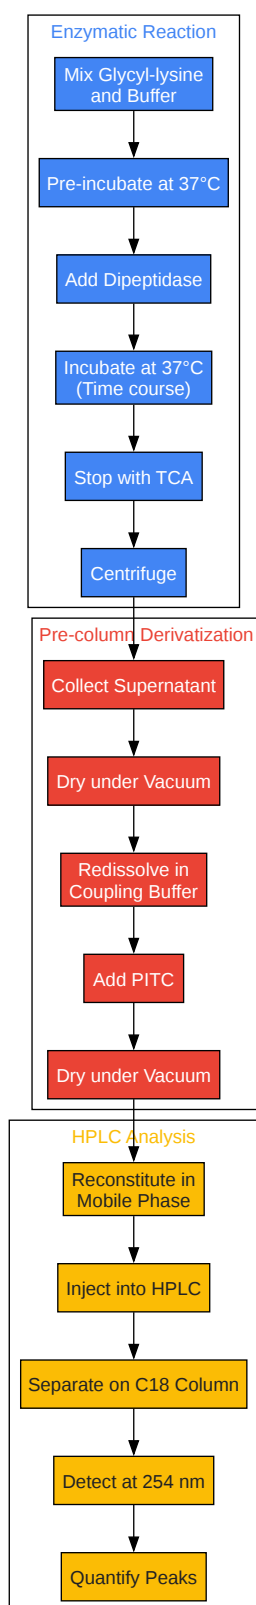 Enzymatic Reaction
Mix Glycyl-lysine
and Buffer
Pre-incubate at 37°C
Add Dipeptidase
Incubate at 37°C
(Time course)
Stop with TCA
Centrifuge
Pre-column Derivatization
Collect Supernatant
Dry under Vacuum
Redissolve in
Coupling Buffer
Add PITC
Dry under Vacuum
HPLC Analysis
Reconstitute in
Mobile Phase
Inject into HPLC
Separate on C18 Column
Detect at 254 nm
Quantify Peaks